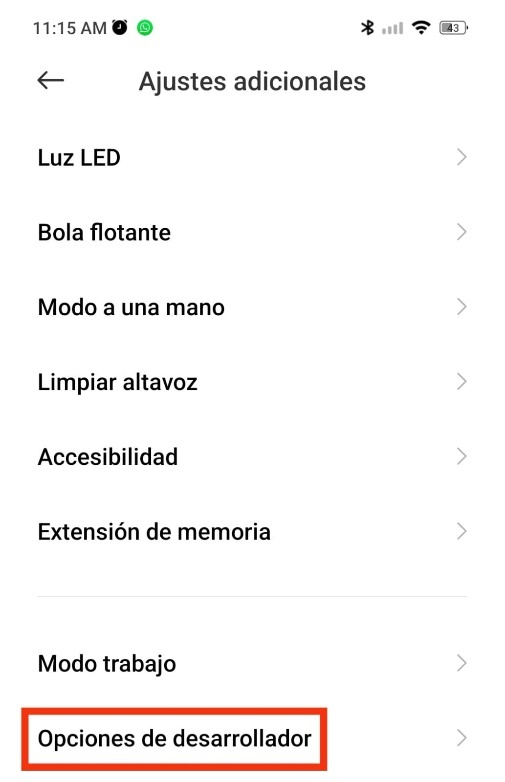 11:15 AM 43
Ajustes adicionales
Luz LED
Bola flotante
Modo a una mano
Limpiar altavoz
Accesibilidad
Extensión de memoria
Modo trabajo
Opciones de desarrollador